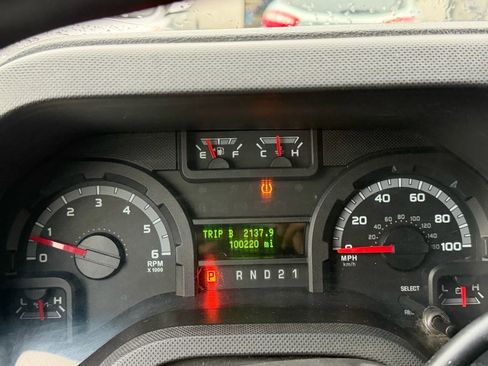 E F C H
TRIP B 2137.9
100220 mi
P R N D 2 1
0 1 2 3 4 5 6
RPM
X 1000
0 20 40 60 80 100
MPH
km/h
L H
L H
SELECT